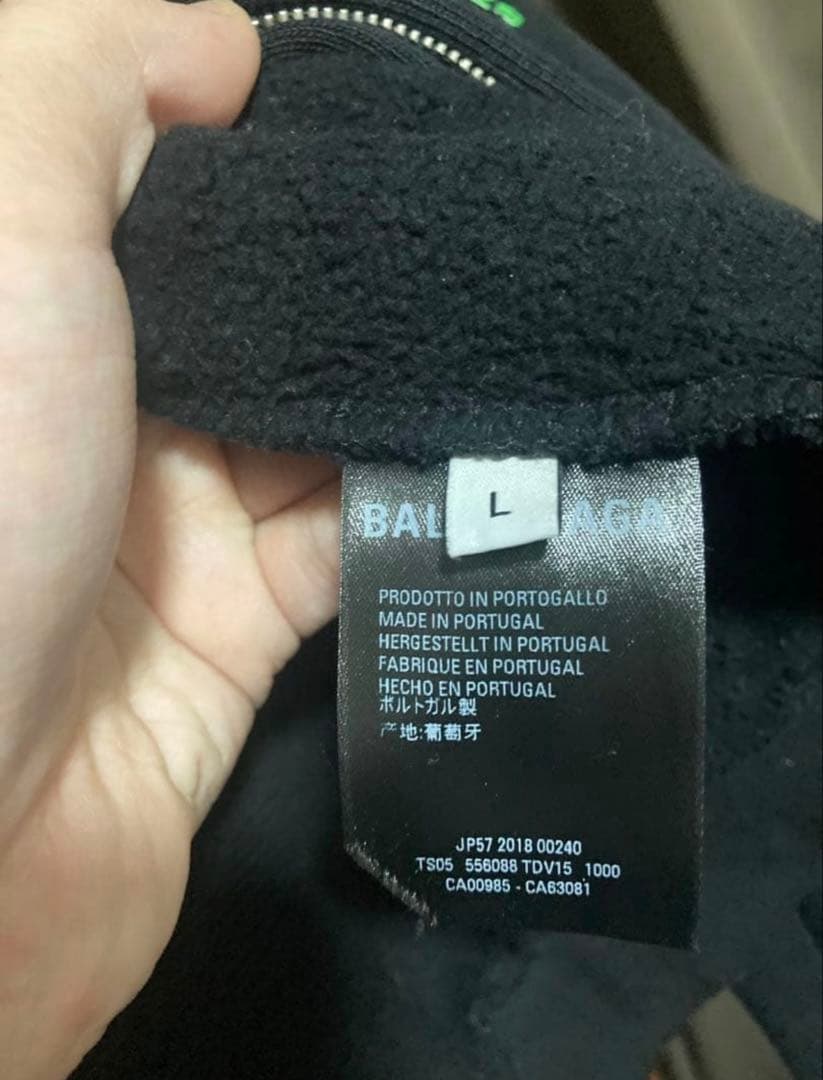 L
BAL AGA
PRODOTTO IN PORTOGALLO
MADE IN PORTUGAL
HERGESTELLT IN PORTUGAL
FABRIQUE EN PORTUGAL
HECHO EN PORTUGAL
ポルトガル製
产地:葡萄牙
JP57 2018 00240
TS05 556088 TDV15 1000
CA00985 - CA63081